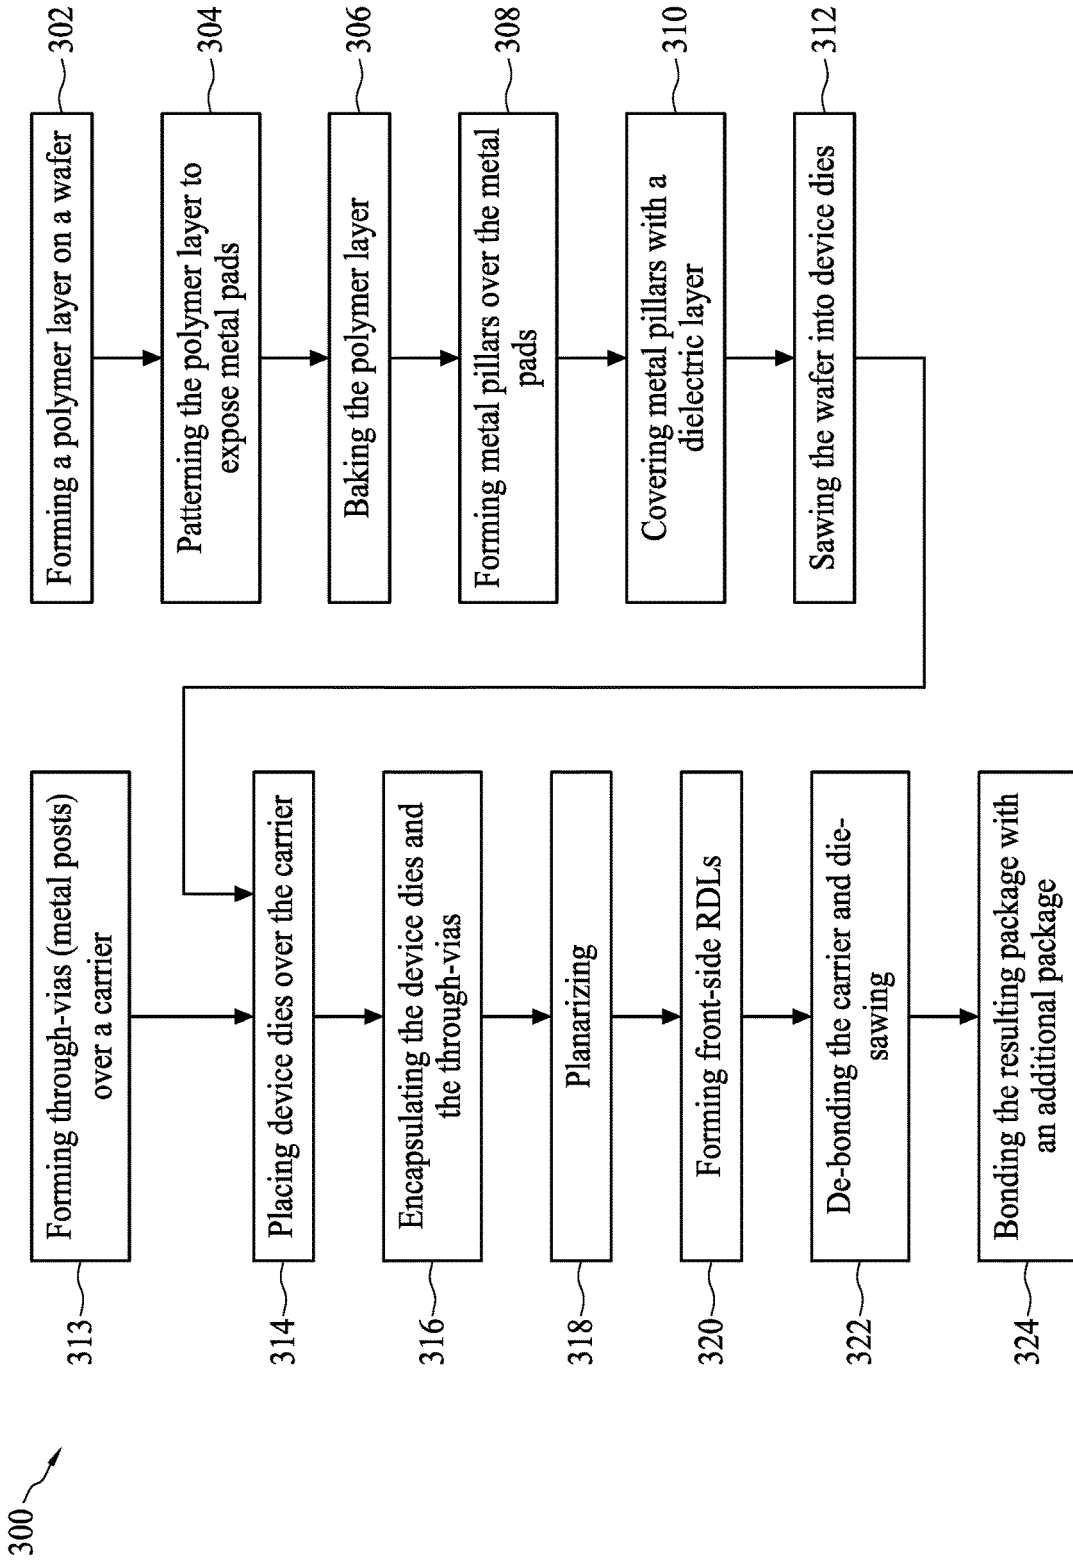 300
313
Forming through-vias (metal posts)
over a carrier
314
Placing device dies over the carrier
316
Encapsulating the device dies and
the through-vias
318
Planarizing
320
Forming front-side RDLs
322
De-bonding the carrier and die-
sawing
324
Bonding the resulting package with
an additional package
Forming a polymer layer on a wafer
302
Patterning the polymer layer to
expose metal pads
304
Baking the polymer layer
306
Forming metal pillars over the metal
pads
308
Covering metal pillars with a
dielectric layer
310
Sawing the wafer into device dies
312